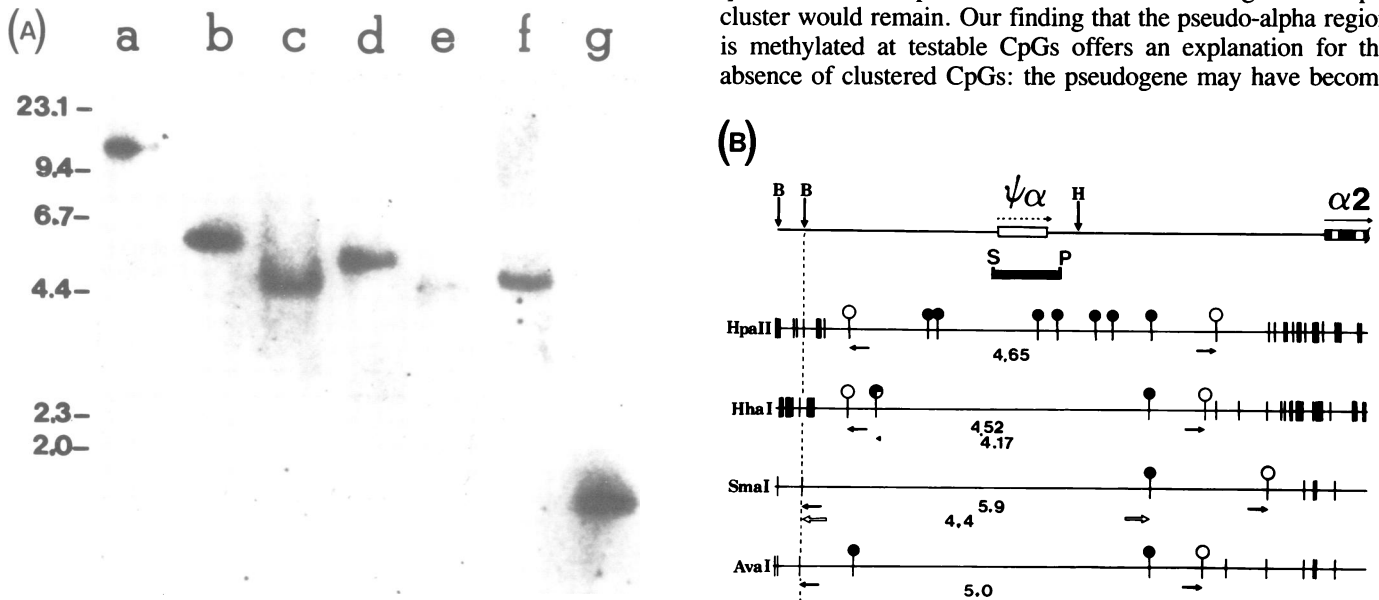 (A)
a b c d e f g
23.1 –
9.4–
6.7–
4.4–
2.3–
2.0–
cluster would remain. Our finding that the pseudo-alpha regio
is methylated at testable CpGs offers an explanation for th
absence of clustered CpGs: the pseudogene may have becom
(B)
B B ψα H α2
S P
HpaII
4.65
HhaI
4.52
4.17
SmaI
5.9
4.4
AvaI
5.0